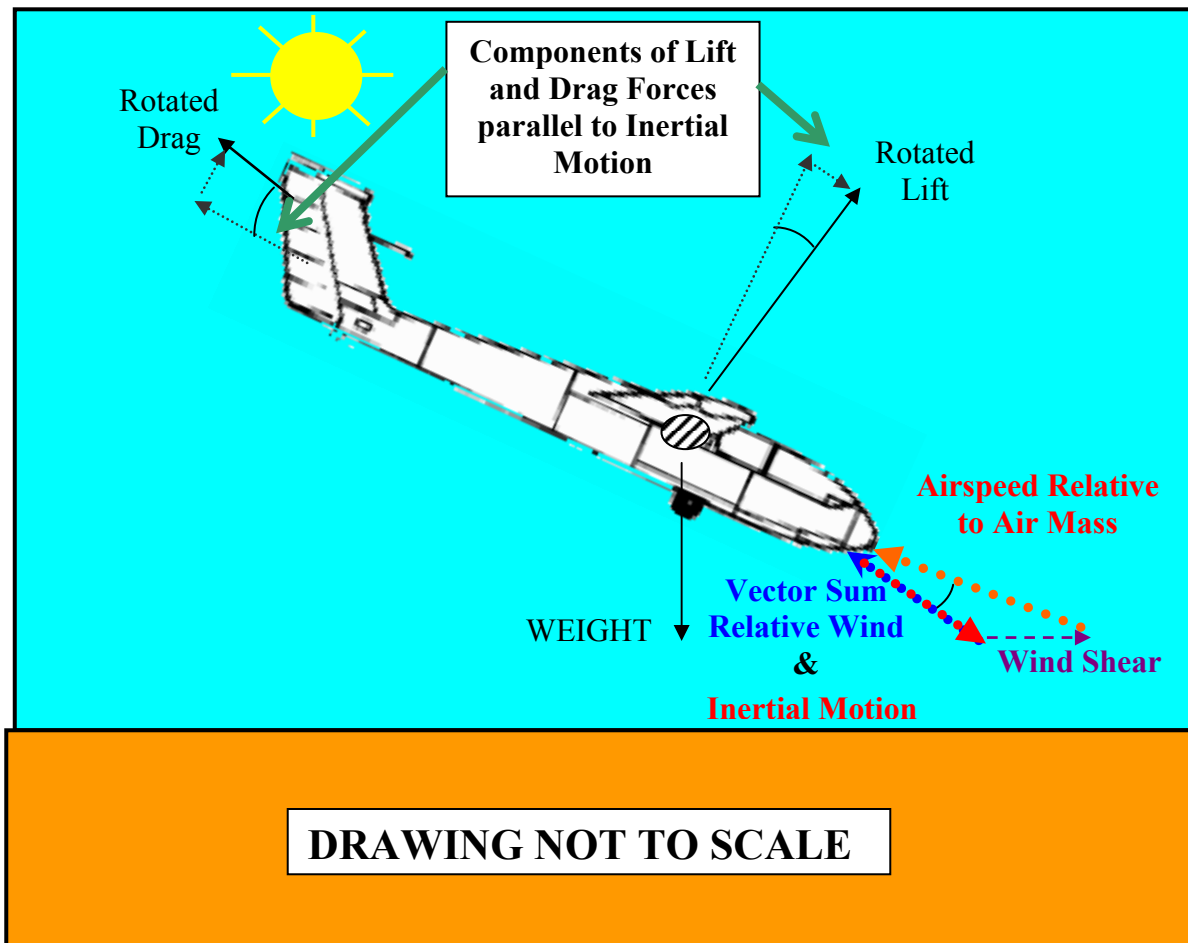 Components of Lift
and Drag Forces
parallel to Inertial
Motion
Rotated
Drag
Rotated
Lift
Airspeed Relative
to Air Mass
Vector Sum
Relative Wind
&
Inertial Motion
WEIGHT
Wind Shear
DRAWING NOT TO SCALE